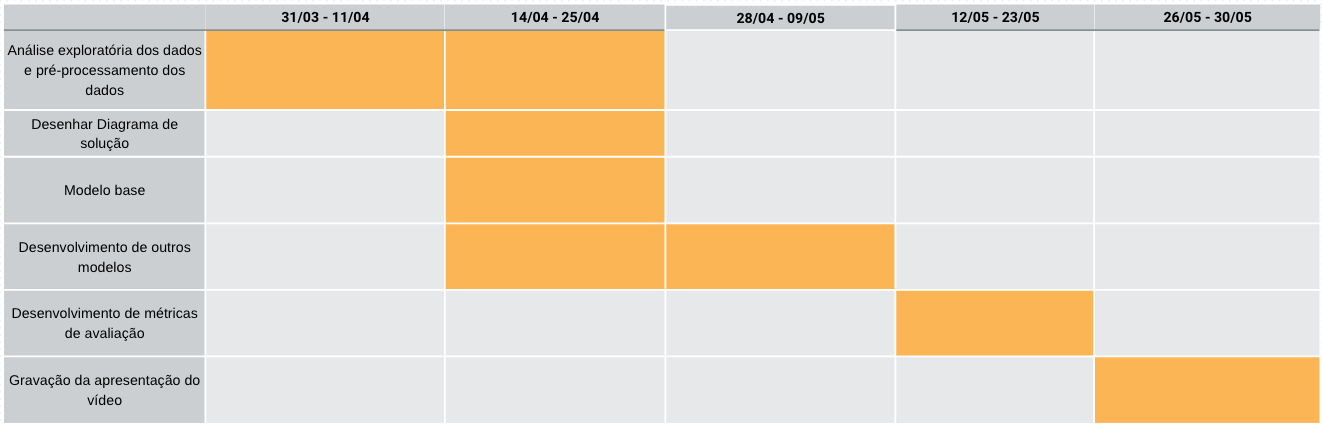 31/03 - 11/04 14/04 - 25/04 28/04 - 09/05 12/05 - 23/05 26/05 - 30/05
Análise exploratória dos dados
e pré-processamento dos
dados
Desenhar Diagrama de
solução
Modelo base
Desenvolvimento de outros
modelos
Desenvolvimento de métricas
de avaliação
Gravação da apresentação do
vídeo